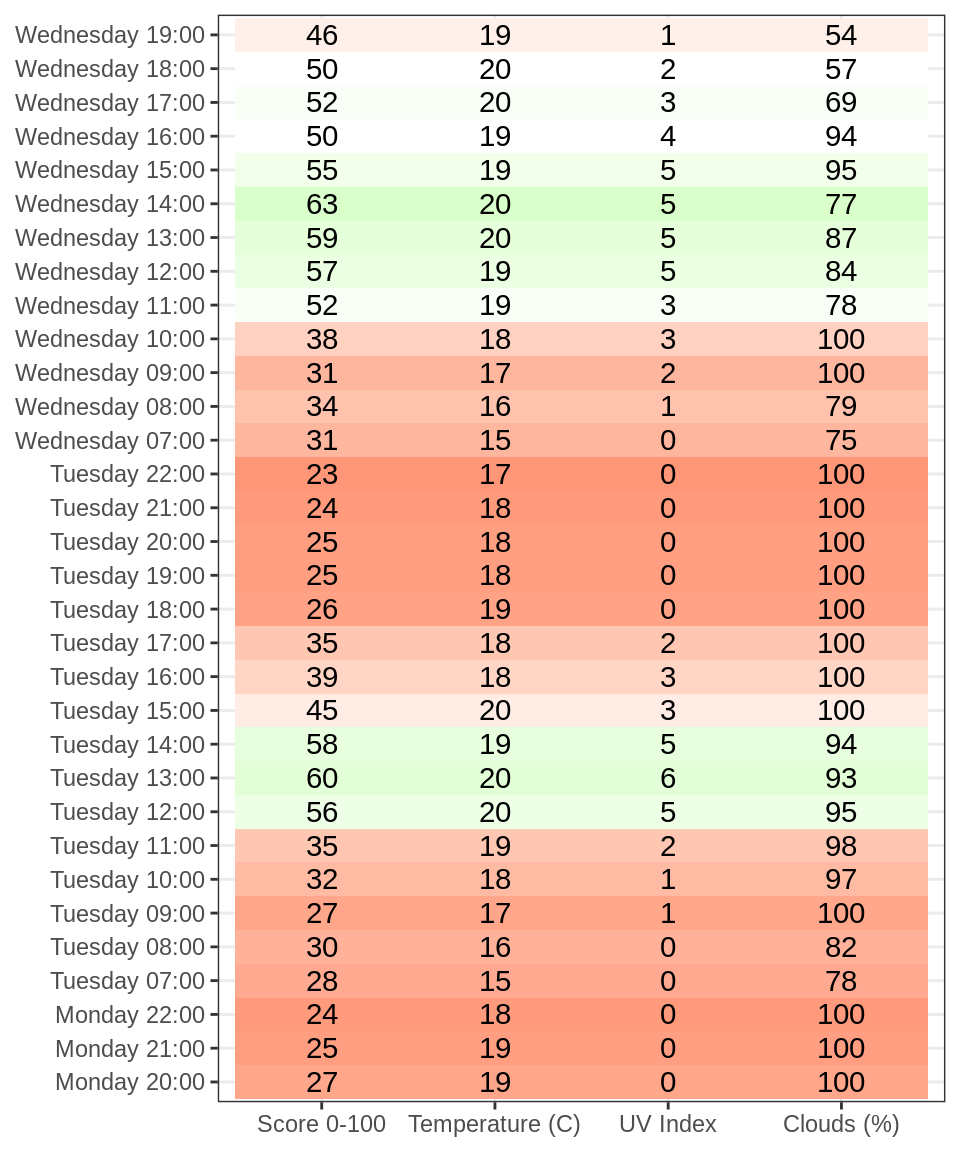 Wednesday 19:00 46 19 1 54
Wednesday 18:00 50 20 2 57
Wednesday 17:00 52 20 3 69
Wednesday 16:00 50 19 4 94
Wednesday 15:00 55 19 5 95
Wednesday 14:00 63 20 5 77
Wednesday 13:00 59 20 5 87
Wednesday 12:00 57 19 5 84
Wednesday 11:00 52 19 3 78
Wednesday 10:00 38 18 3 100
Wednesday 09:00 31 17 2 100
Wednesday 08:00 34 16 1 79
Wednesday 07:00 31 15 0 75
Tuesday 22:00 23 17 0 100
Tuesday 21:00 24 18 0 100
Tuesday 20:00 25 18 0 100
Tuesday 19:00 25 18 0 100
Tuesday 18:00 26 19 0 100
Tuesday 17:00 35 18 2 100
Tuesday 16:00 39 18 3 100
Tuesday 15:00 45 20 3 100
Tuesday 14:00 58 19 5 94
Tuesday 13:00 60 20 6 93
Tuesday 12:00 56 20 5 95
Tuesday 11:00 35 19 2 98
Tuesday 10:00 32 18 1 97
Tuesday 09:00 27 17 1 100
Tuesday 08:00 30 16 0 82
Tuesday 07:00 28 15 0 78
Monday 22:00 24 18 0 100
Monday 21:00 25 19 0 100
Monday 20:00 27 19 0 100
Score 0-100 Temperature (C) UV Index Clouds (%)